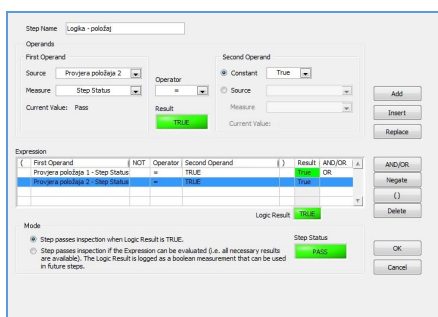 Step Name Logika - položaj
Operands
First Operand
Second Operand
Source Provjera položaja 2
Operator
Constant True
Measure Step Status
=
Source
Add
Current Value: Pass
Result
Measure
Insert
TRUE
Current Value:
Replace
Expression
( First Operand ( NOT Operator Second Operand ) ) Result AND/OR
AND/OR
Provjera položaja 1 - Step Status = TRUE True OR
Provjera položaja 2 - Step Status = TRUE True
Negate
()
Logic Result TRUE
Delete
Mode
Step passes inspection when Logic Result is TRUE.
Step Status
Step passes inspection if the Expression can be evaluated (i.e. all necessary results
are available). The Logic Result is logged as a boolean measurement that can be used
in future steps.
PASS
OK
Cancel